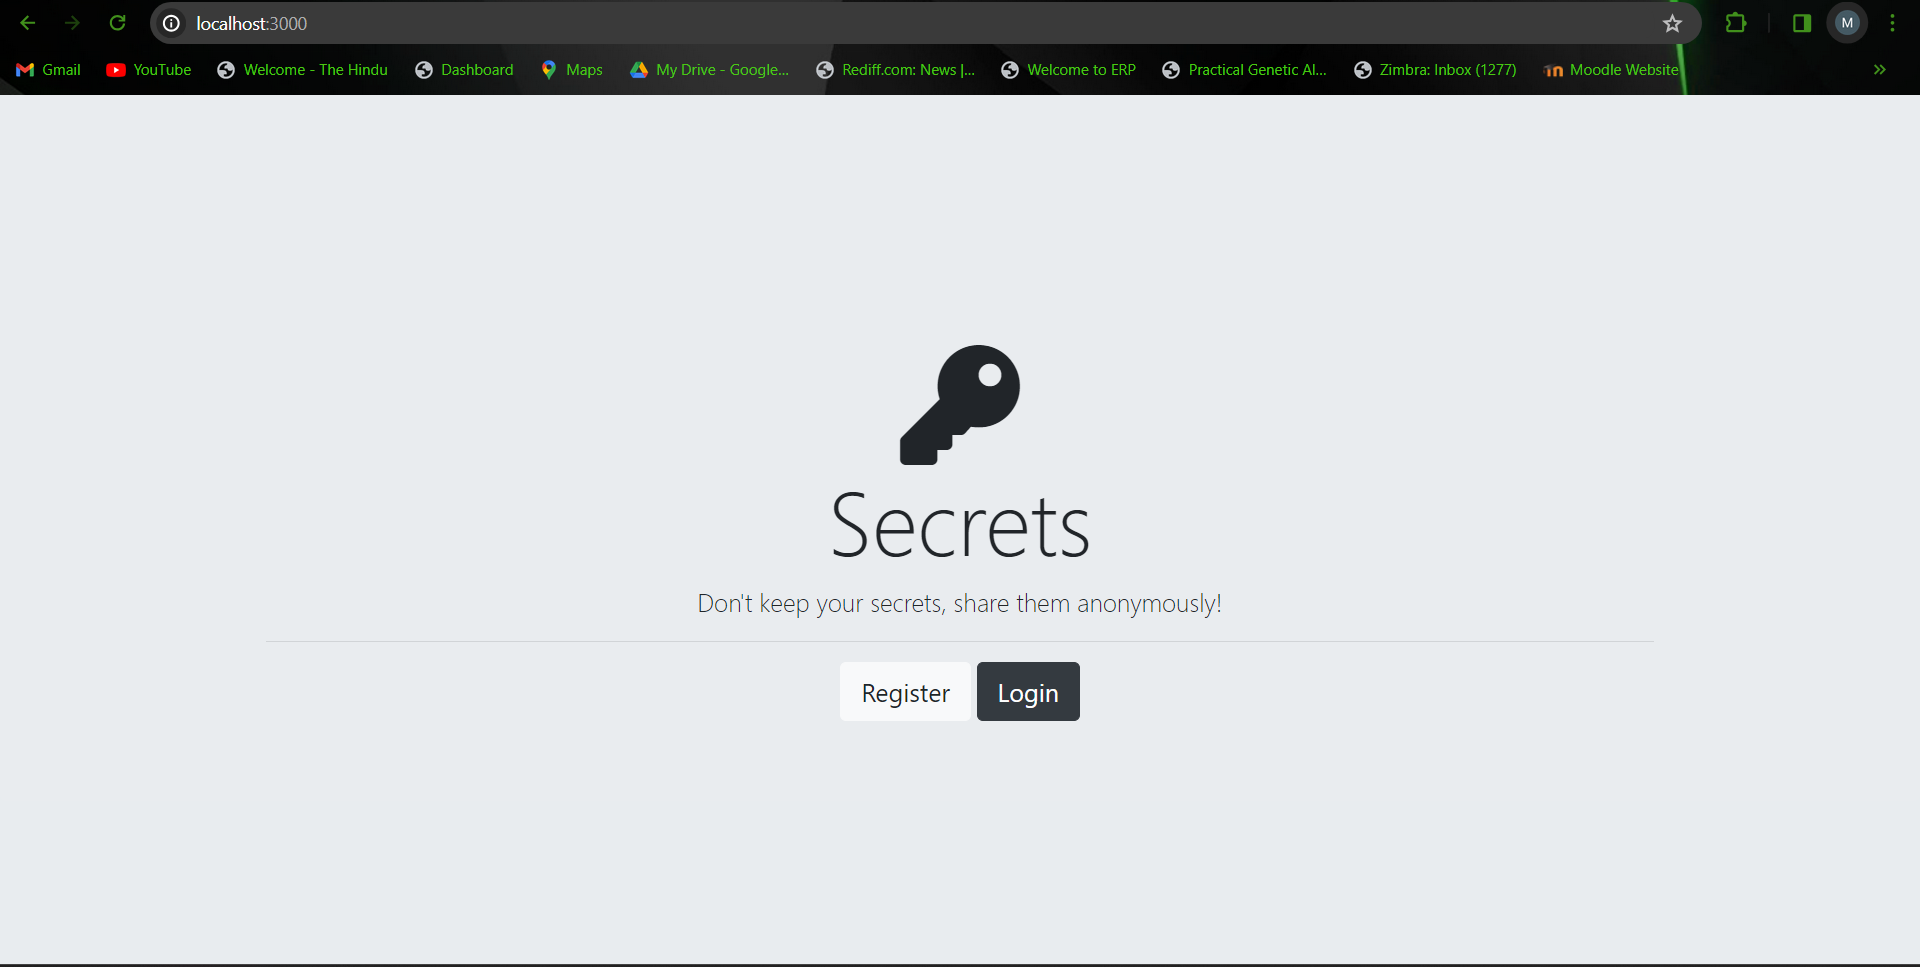 localhost:3000
M
Gmail YouTube Welcome - The Hindu Dashboard Maps My Drive - Google... Rediff.com: News |... Welcome to ERP Practical Genetic Al... Zimbra: Inbox (1277) Moodle Website
Secrets
Don't keep your secrets, share them anonymously!
Register Login